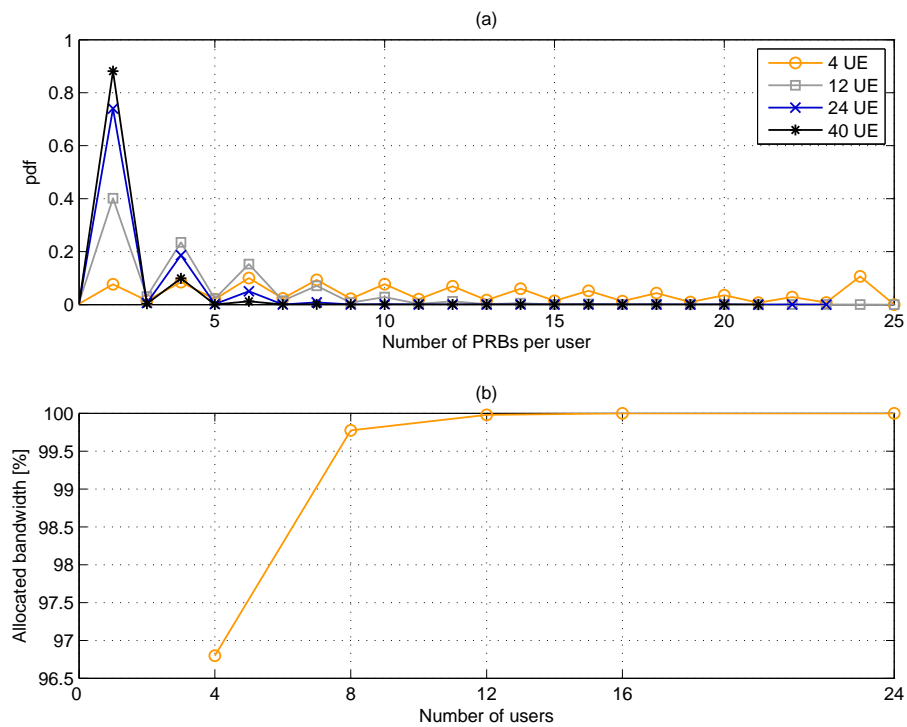 (a)
pdf
1
0.8
0.6
0.4
0.2
0
5
10
15
20
25
Number of PRBs per user
4 UE
12 UE
24 UE
40 UE
(b)
Allocated bandwidth [%]
100
99.5
99
98.5
98
97.5
97
96.5
0
4
8
12
16
24
Number of users